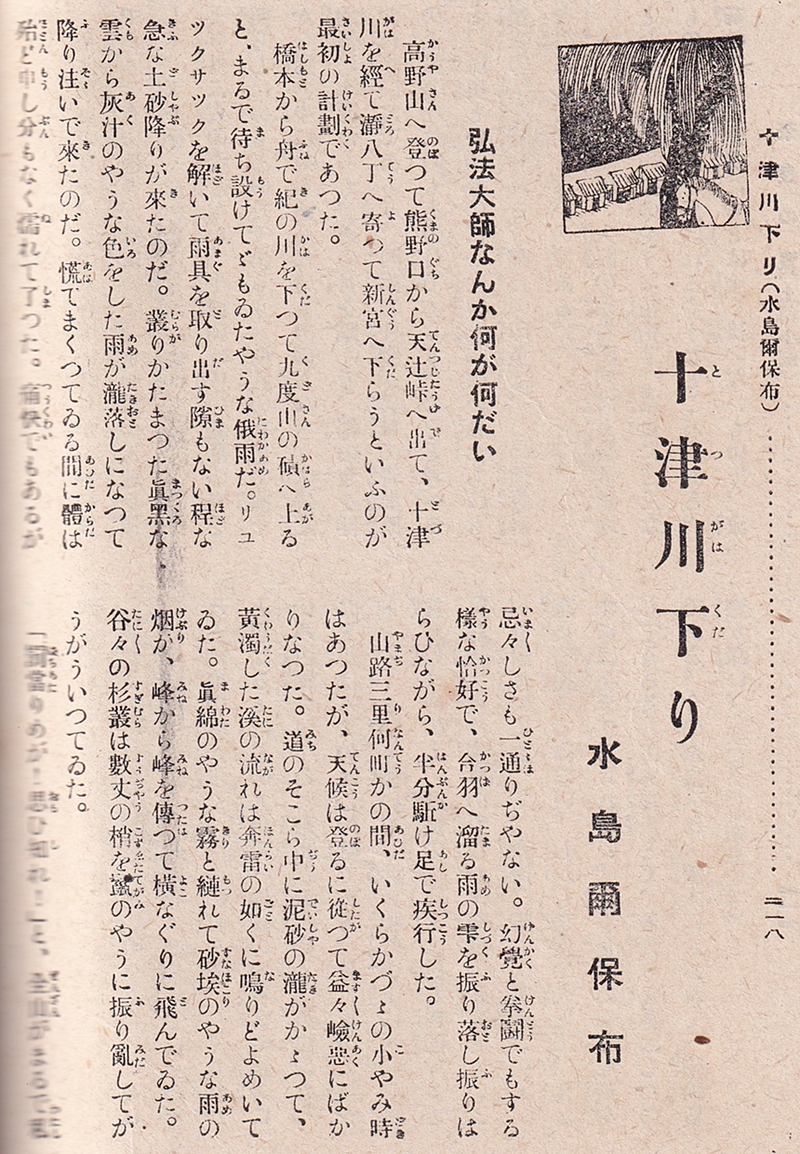 十津川下り（水島爾保布）……二一八
十津川下り
水島爾保布
弘法大師なんか何が何だい
高野山へ登つて熊野口から天辻峠へ出て、十津
川を經て瀞八丁へ寄つて新宮へ下らうといふのが
最初の計劃であつた。
橋本から舟で紀の川を下つて九度山の磧へ上る
と、まるで待ち設けてゞもゐたやうな俄雨だ。リユ
ツクサツクを解いて雨具を取り出す隙もない程な
急な土砂降りが來たのだ。叢りかたまつた眞黑な
雲から灰汁のやうな色をした雨が瀧落しになつて
降り注いで來たのだ。慌てまくつてゐる間に體は
殆ど申し分もなく濡れて了つた。痛快でもあるが
忌々しさも一通りぢやない。幻覺と拳鬪でもする
樣な恰好で、合羽へ溜る雨の雫を振り落し振りは
らひながら、半分駈け足で疾行した。
山路三里何町かの間、いくらかづゝの小やみ時
はあつたが、天候は登るに從つて益々嶮惡にばか
りなつた。道のそこら中に泥砂の瀧がかゝつて、
黃濁した溪の流れは奔雷の如くに鳴りどよめいて
ゐた。眞綿のやうな霧と縺れて砂埃のやうな雨の
烟が、峰から峰を傳つて橫なぐりに飛んでゐた。
谷々の杉叢は數丈の梢を鬣のやうに振り亂してが
うがういつてゐた。
「罰當りめが！思ひ知れ！」と、全山がまるで